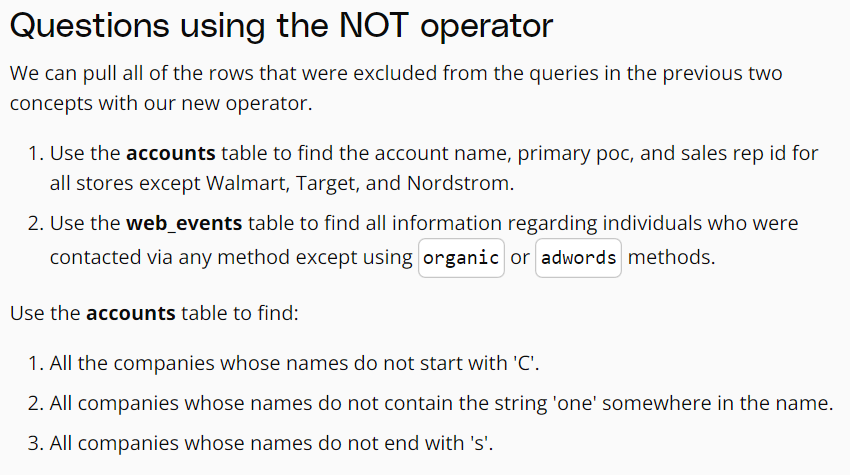 Questions using the NOT operator
We can pull all of the rows that were excluded from the queries in the previous two
concepts with our new operator.
1. Use the accounts table to find the account name, primary poc, and sales rep id for
all stores except Walmart, Target, and Nordstrom.
2. Use the web_events table to find all information regarding individuals who were
contacted via any method except using organic or adwords methods.
Use the accounts table to find:
1. All the companies whose names do not start with 'C'.
2. All companies whose names do not contain the string 'one' somewhere in the name.
3. All companies whose names do not end with 's'.